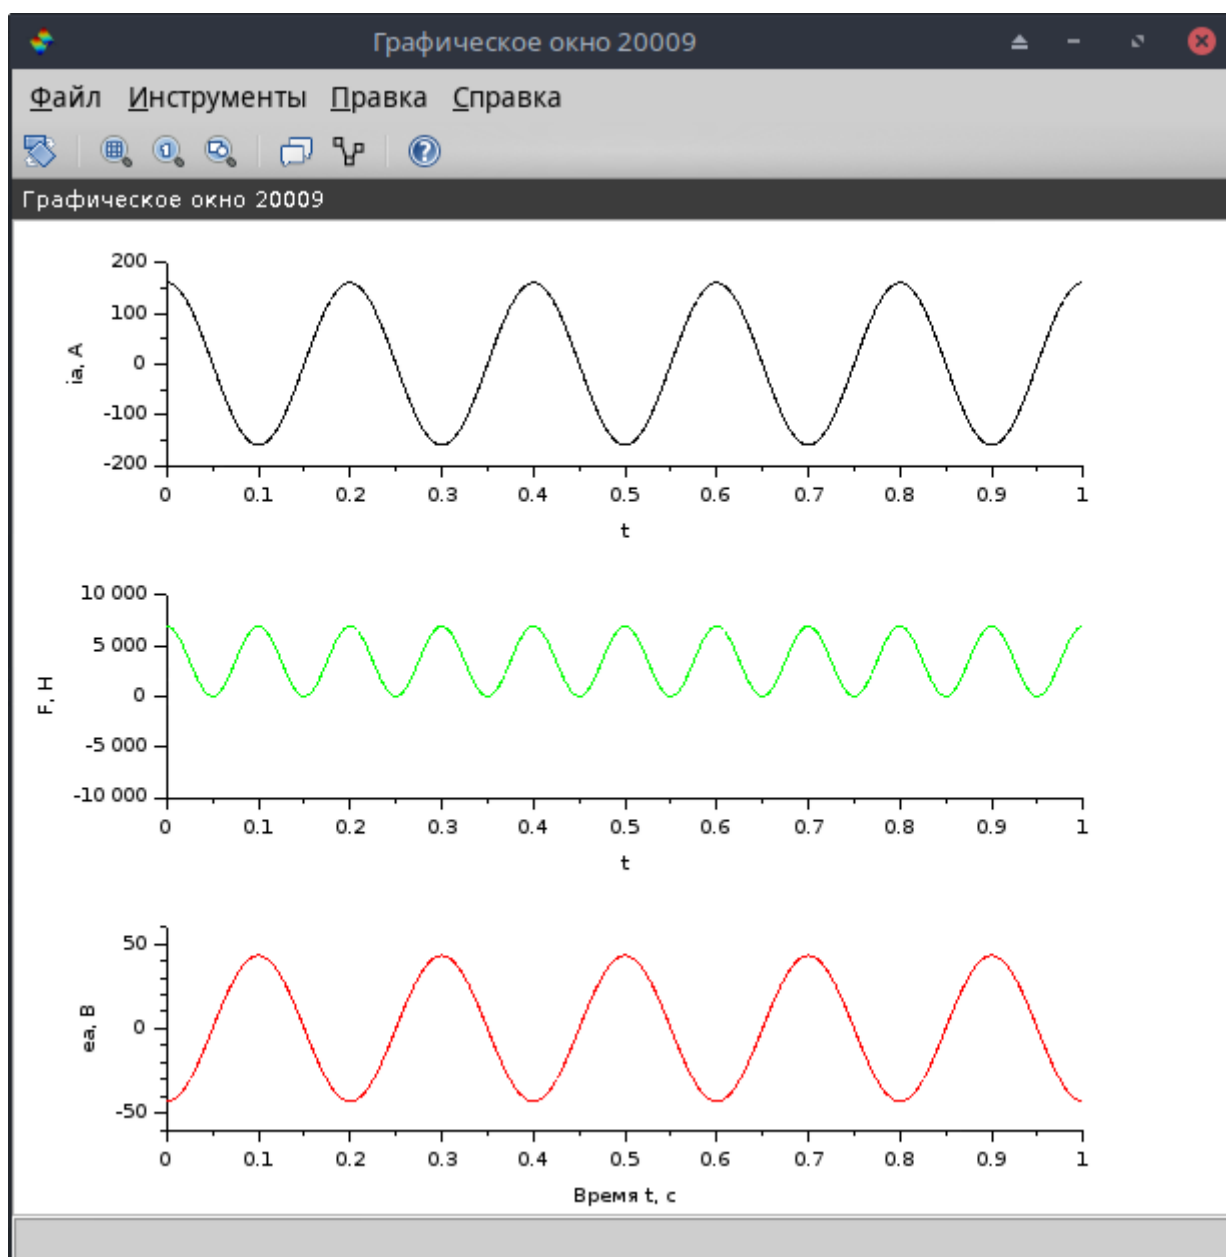 Графическое окно 20009
Файл Инструменты Правка Справка
Графическое окно 20009
200
100
0
-100
-200
ia, A
0 0.1 0.2 0.3 0.4 0.5 0.6 0.7 0.8 0.9 1
t
10 000
5 000
0
-5 000
-10 000
F, Н
0 0.1 0.2 0.3 0.4 0.5 0.6 0.7 0.8 0.9 1
t
50
0
-50
ea, В
0 0.1 0.2 0.3 0.4 0.5 0.6 0.7 0.8 0.9 1
Время t, с